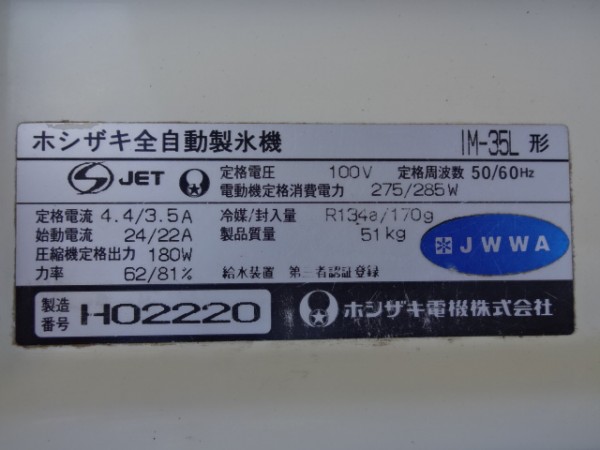 ホシザキ全自動製氷機 IM-35L 形
JET 定格電圧 100V 定格周波数 50/60Hz
電動機定格消費電力 275/285W
定格電流 4.4/3.5A 冷媒/封入量 R134a/170g
始動電流 24/22A 製品質量 51kg
圧縮機定格出力 180W
JWWA
力率 62/81% 給水装置 第三者認証登録
製造番号 H02220 ホシザキ電機株式会社